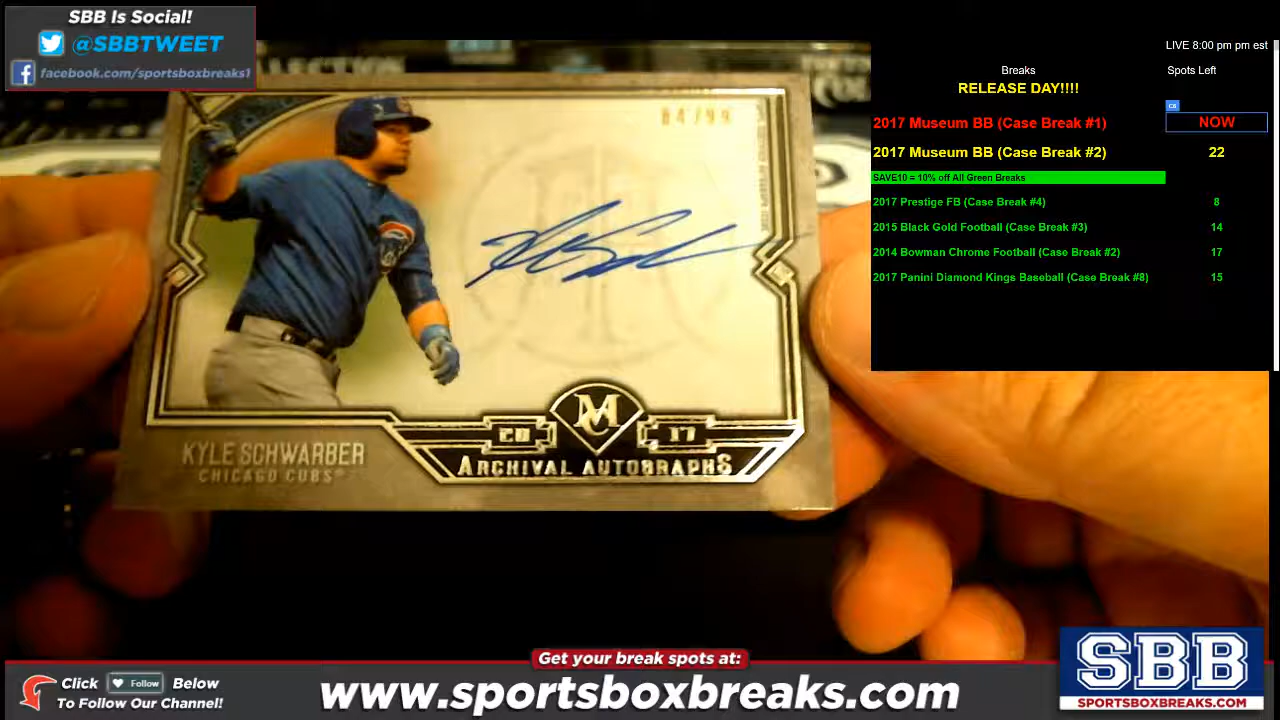 SBB Is Social!
@SBBTWEET
facebook.com/sportsboxbreaks1
LIVE 8:00 pm pm est
Breaks
Spots Left
RELEASE DAY!!!!
2017 Museum BB (Case Break #1)
NOW
2017 Museum BB (Case Break #2)
22
SAVE10 = 10% off All Green Breaks
2017 Prestige FB (Case Break #4)
8
2015 Black Gold Football (Case Break #3)
14
2014 Bowman Chrome Football (Case Break #2)
17
2017 Panini Diamond Kings Baseball (Case Break #8)
15
84/99
MC
20 17
ARCHIVAL AUTOGRAPHS
KYLE SCHWARBER
CHICAGO CUBS
Get your break spots at:
Click Follow Below
To Follow Our Channel!
www.sportsboxbreaks.com
SBB
SPORTSBOXBREAKS.COM